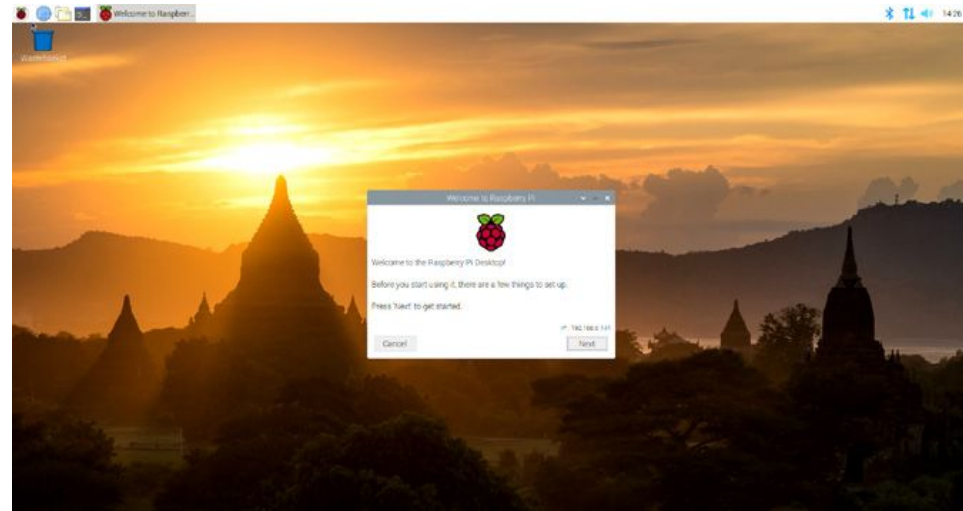 Welcome to Raspberr...
14:26
Wastebasket
Welcome to Raspberry Pi
Welcome to the Raspberry Pi Desktop!
Before you start using it, there are a few things to set up.
Press 'Next' to get started.
Cancel
Next